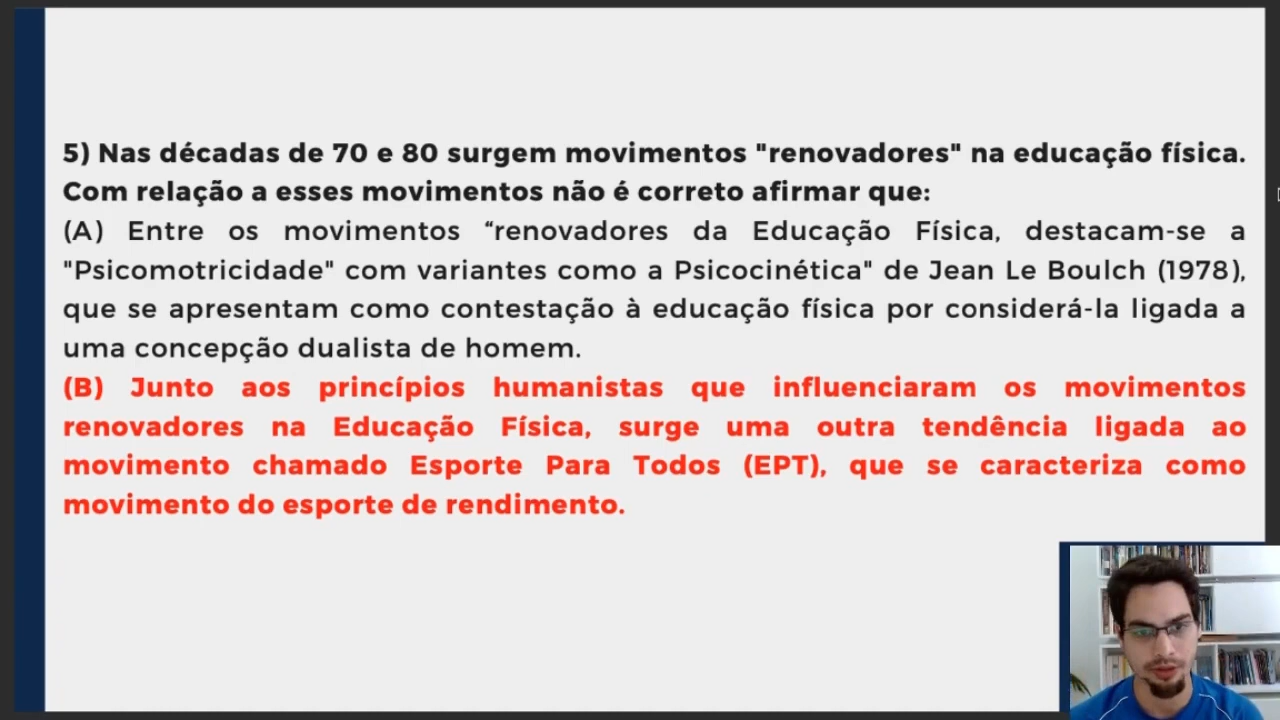 5) Nas décadas de 70 e 80 surgem movimentos "renovadores" na educação física.
Com relação a esses movimentos não é correto afirmar que:
(A) Entre os movimentos “renovadores da Educação Física, destacam-se a
"Psicomotricidade" com variantes como a Psicocinética" de Jean Le Boulch (1978),
que se apresentam como contestação à educação física por considerá-la ligada a
uma concepção dualista de homem.
(B) Junto aos princípios humanistas que influenciaram os movimentos
renovadores na Educação Física, surge uma outra tendência ligada ao
movimento chamado Esporte Para Todos (EPT), que se caracteriza como
movimento do esporte de rendimento.